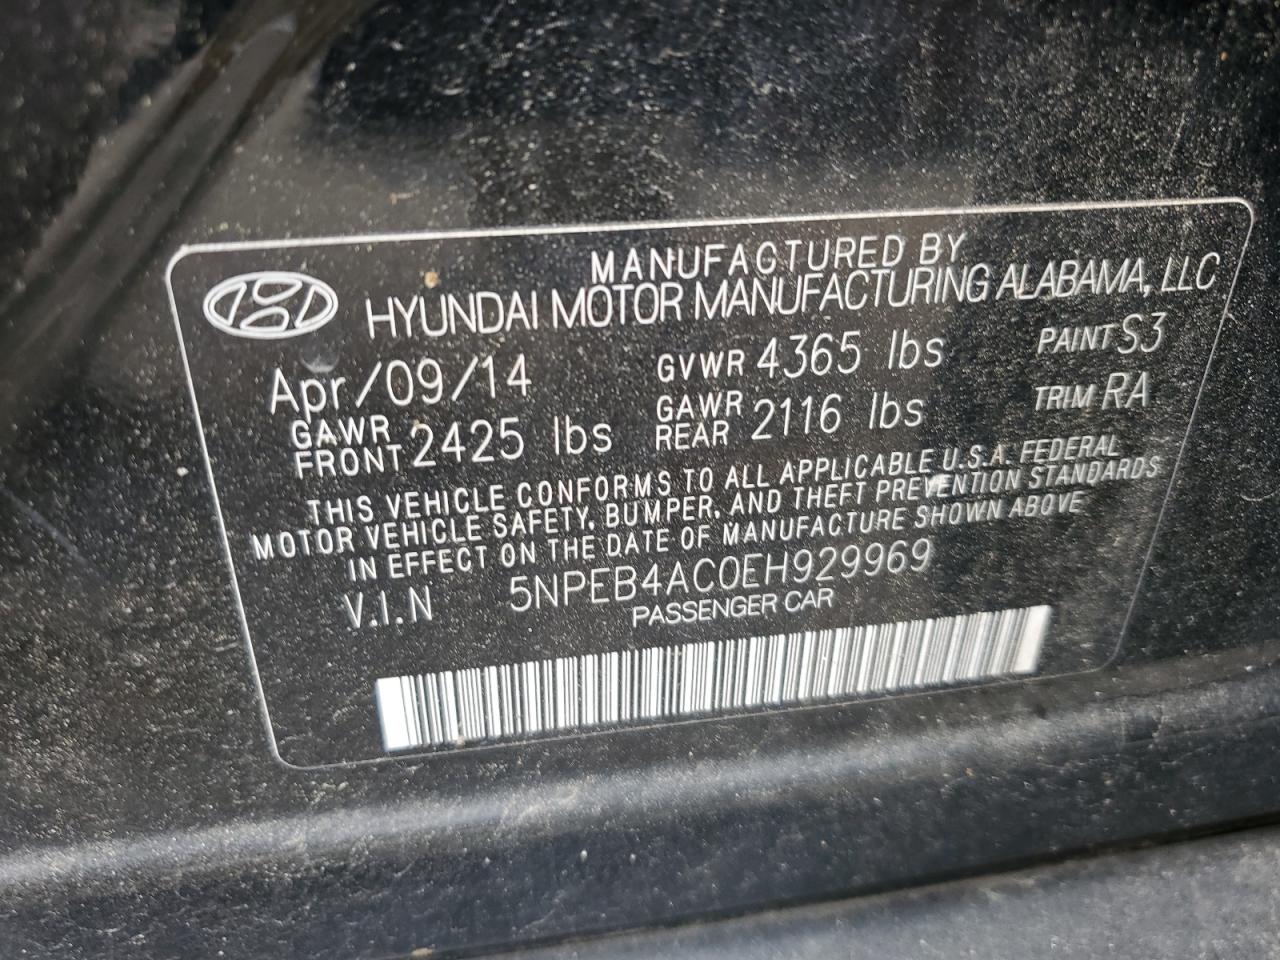 MANUFACTURED BY
HYUNDAI MOTOR MANUFACTURING ALABAMA, LLC
Apr/09/14 GVWR 4365 lbs PAINT S3
GAWR FRONT 2425 lbs GAWR REAR 2116 lbs TRIM RA
THIS VEHICLE CONFORMS TO ALL APPLICABLE U.S.A. FEDERAL
MOTOR VEHICLE SAFETY, BUMPER, AND THEFT PREVENTION STANDARDS
IN EFFECT ON THE DATE OF MANUFACTURE SHOWN ABOVE
V.I.N 5NPEB4AC0EH929969
PASSENGER CAR